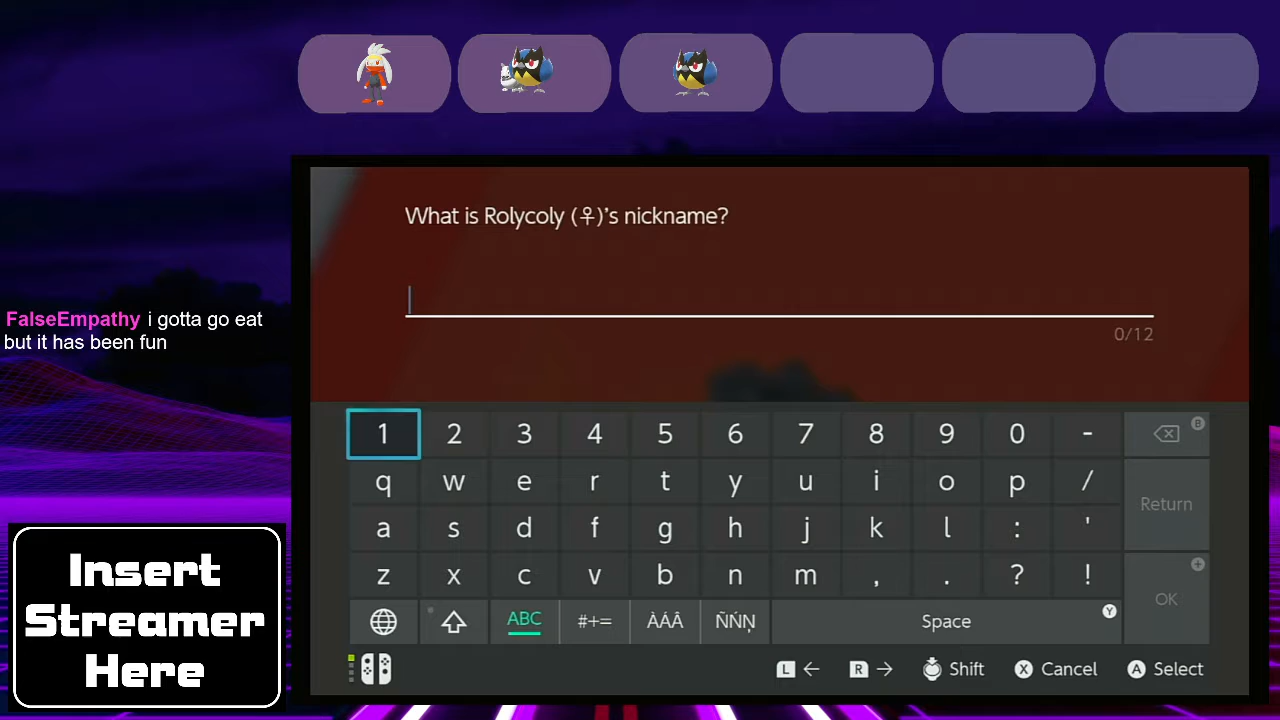 What is Rolycoly (♀)'s nickname?
0/12
FalseEmpathy i gotta go eat
but it has been fun
1 2 3 4 5 6 7 8 9 0 - B
q w e r t y u i o p / Return
a s d f g h j k l : '
z x c v b n m , . ? ! + OK
ABC #+= ÀÁÂ ÑŃŅ Space Y
L ← R → Shift X Cancel A Select
Insert
Streamer
Here